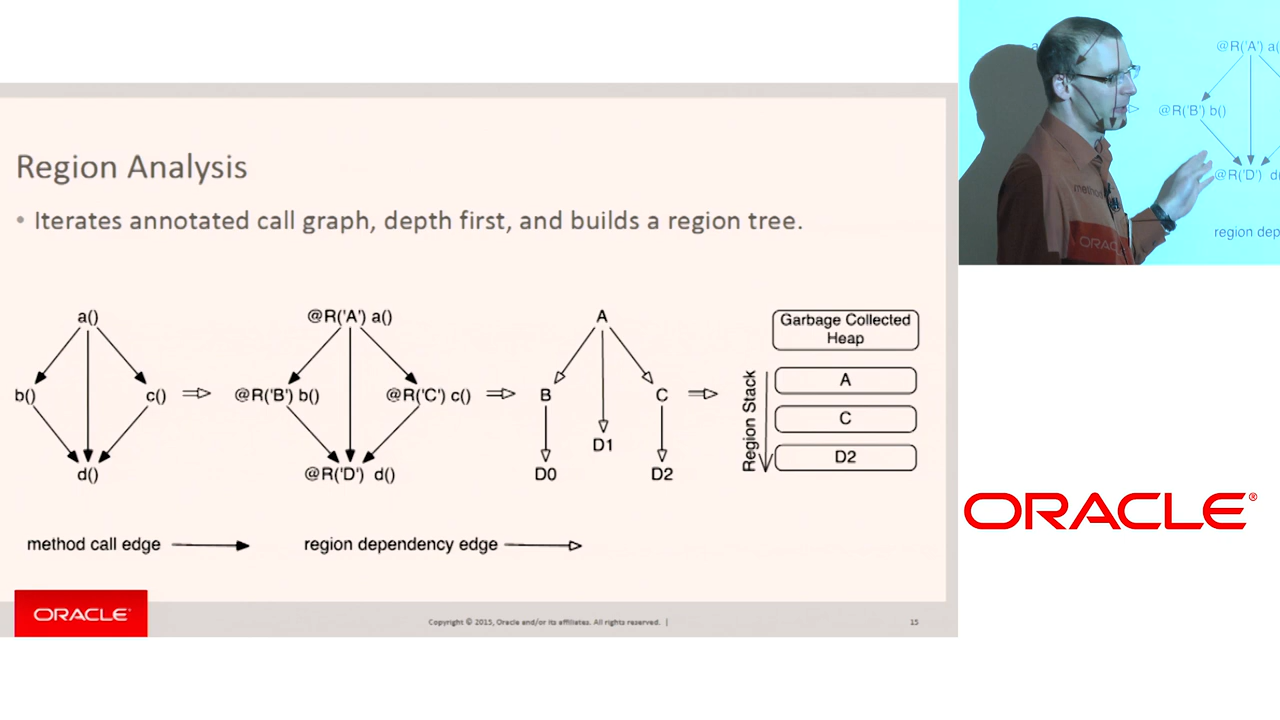 Region Analysis
• Iterates annotated call graph, depth first, and builds a region tree.
a()
b()
c()
d()
@R('A') a()
@R('B') b()
@R('C') c()
@R('D') d()
A
B
C
D1
D0
D2
Garbage Collected
Heap
Region Stack
A
C
D2
method call edge
region dependency edge
ORACLE
Copyright © 2015, Oracle and/or its affiliates. All rights reserved. |
15
@R('A') a(
@R('B') b()
@R('D') d(
method
region dep
ORAC
ORACLE®